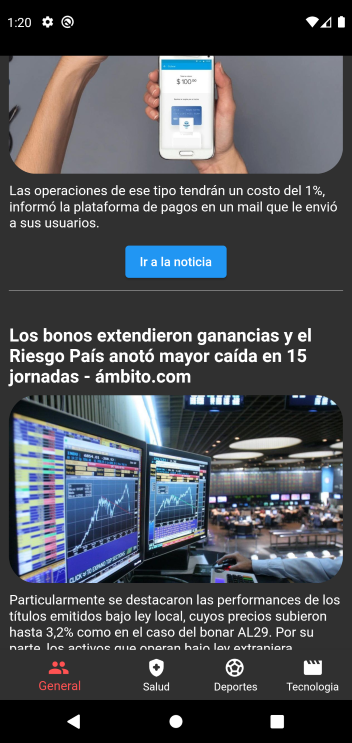 1:20
$ 100,00
Las operaciones de ese tipo tendrán un costo del 1%,
informó la plataforma de pagos en un mail que le envió
a sus usuarios.
Ir a la noticia
Los bonos extendieron ganancias y el
Riesgo País anotó mayor caída en 15
jornadas - ámbito.com
Particularmente se destacaron las performances de los
títulos emitidos bajo ley local, cuyos precios subieron
hasta 3,2% como en el caso del bonar AL29. Por su
parte, los activos que operan bajo ley extranjera
General
Salud
Deportes
Tecnologia